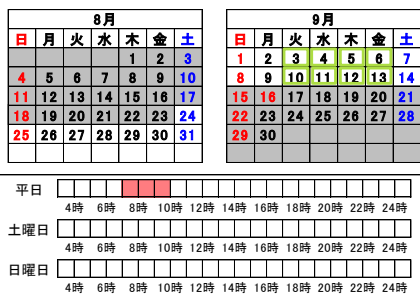 8月 9月
日 月 火 水 木 金 土 日 月 火 水 木 金 土
1 2 3 1 2 3 4 5 6 7
4 5 6 7 8 9 10 8 9 10 11 12 13 14
11 12 13 14 15 16 17 15 16 17 18 19 20 21
18 19 20 21 22 23 24 22 23 24 25 26 27 28
25 26 27 28 29 30 31 29 30
平日
4時 6時 8時 10時 12時 14時 16時 18時 20時 22時 24時
土曜日
4時 6時 8時 10時 12時 14時 16時 18時 20時 22時 24時
日曜日
4時 6時 8時 10時 12時 14時 16時 18時 20時 22時 24時